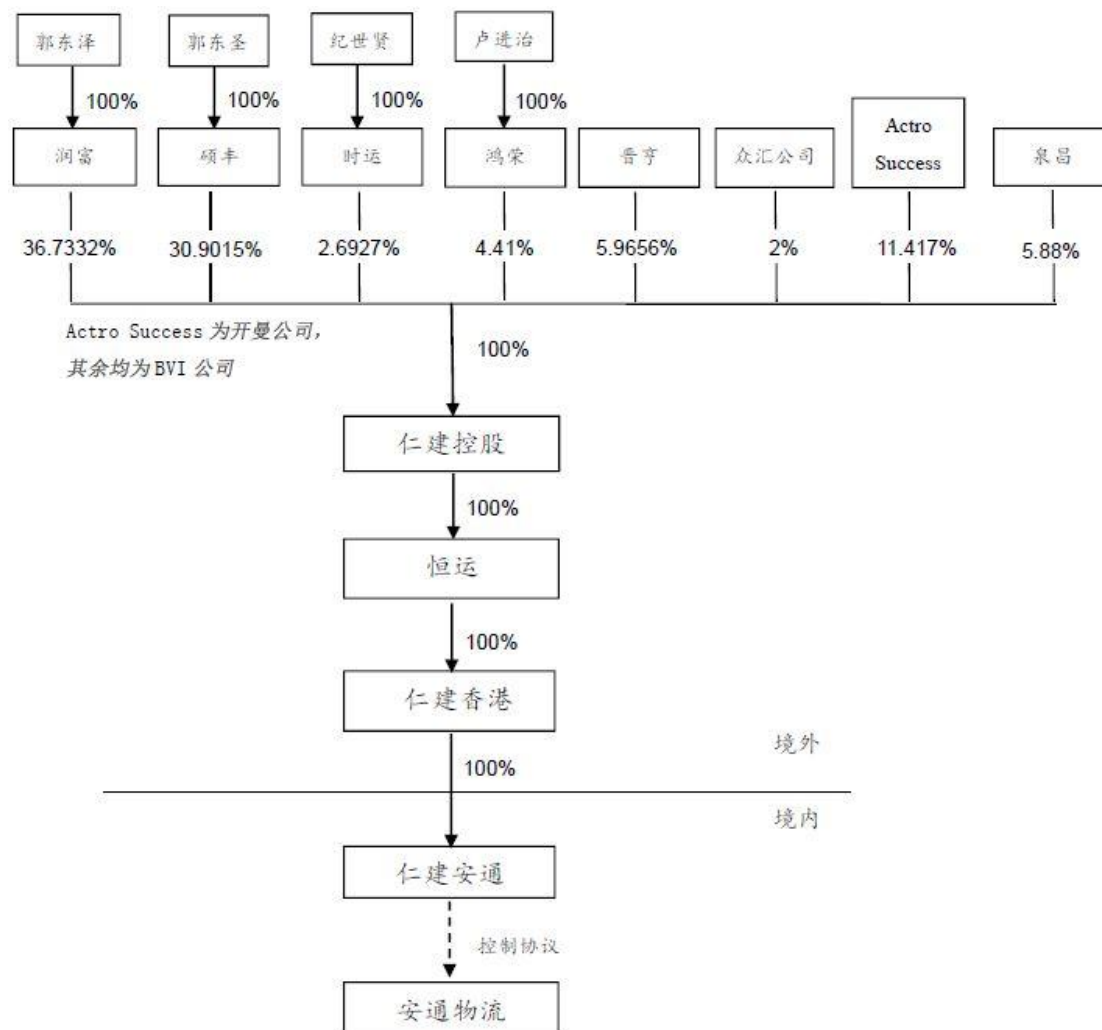 郭东泽
郭东圣
纪世贤
卢进治
100%
100%
100%
100%
润富
硕丰
时运
鸿荣
晋亨
众汇公司
Actro
Success
泉昌
36.7332%
30.9015%
2.6927%
4.41%
5.9656%
2%
11.417%
5.88%
Actro Success 为开曼公司,
其余均为BVI 公司
100%
仁建控股
100%
恒运
100%
仁建香港
境外
100%
境内
仁建安通
控制协议
安通物流